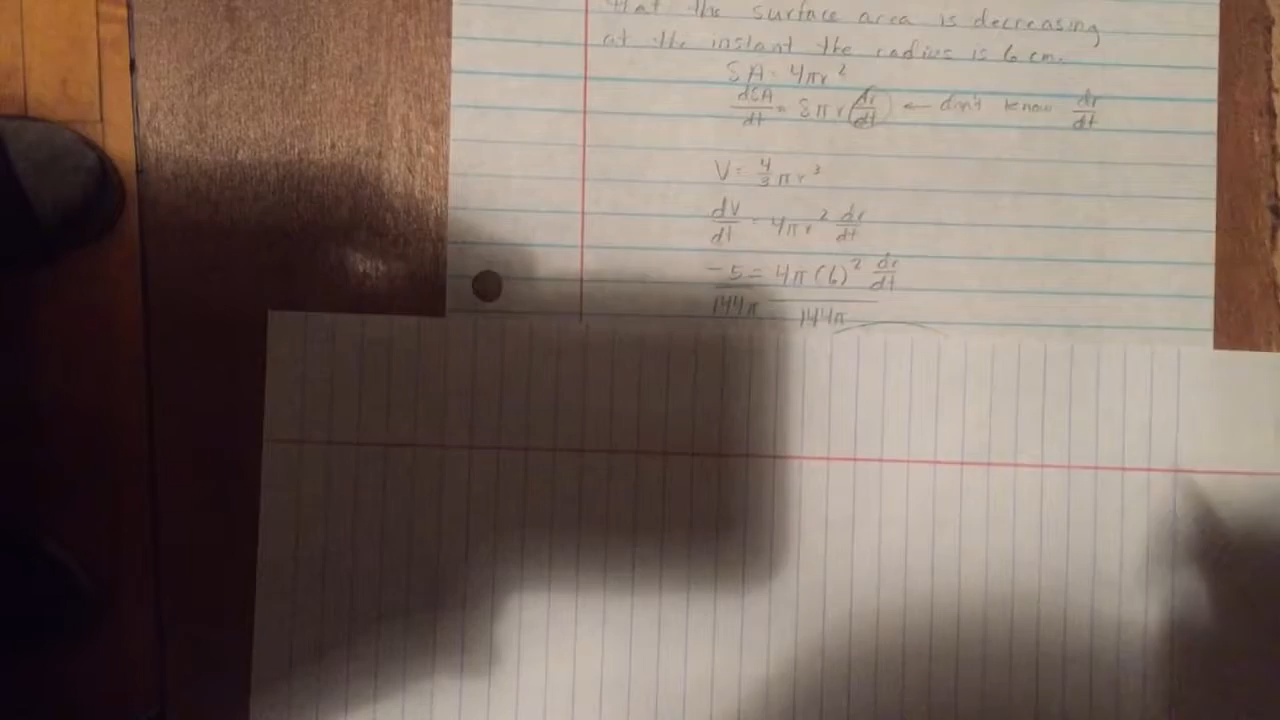 that the surface area is decreasing
at the instant the radius is 6 cm.
SA = 4πr²
dSA/dt = 8πr dr/dt ← don't know dr/dt
V = 4/3 πr³
dV/dt = 4πr² dr/dt
-5 = 4π(6)² dr/dt
144π 144π